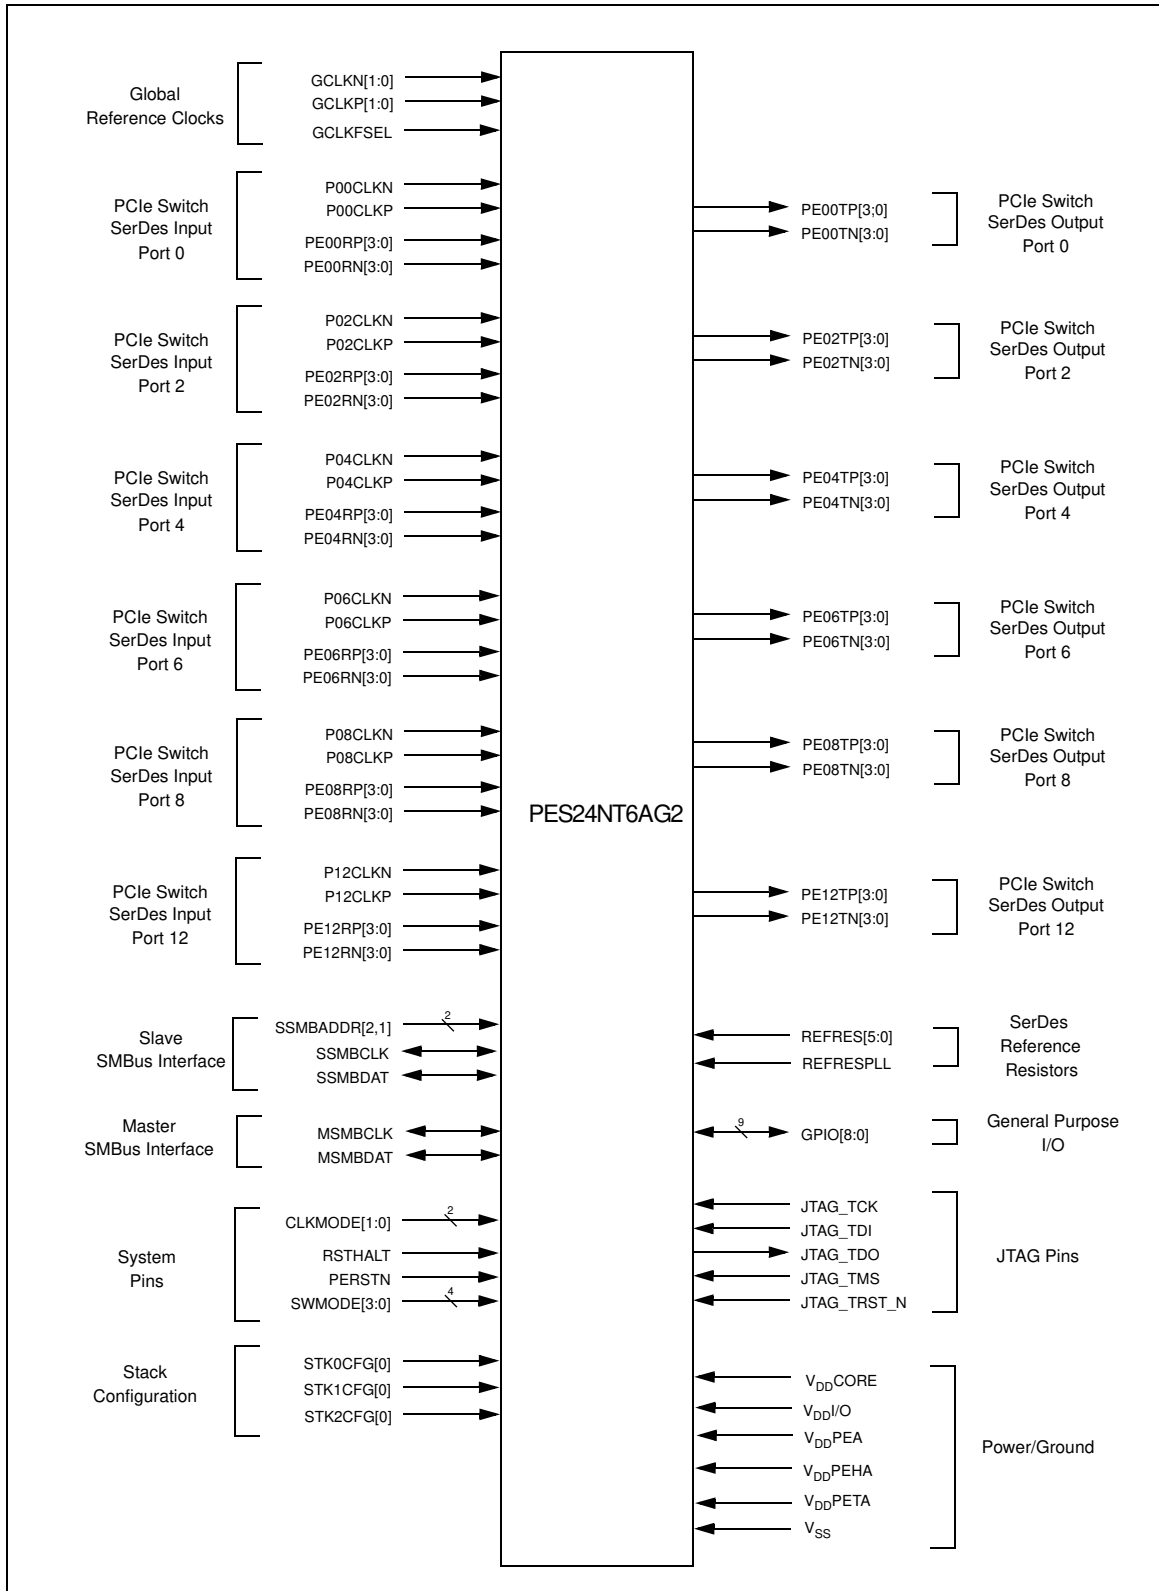 Global
Reference Clocks
GCLKN[1:0]
GCLKP[1:0]
GCLKFSEL
PCIe Switch
SerDes Input
Port 0
P00CLKN
P00CLKP
PE00RP[3:0]
PE00RN[3:0]
PCIe Switch
SerDes Input
Port 2
P02CLKN
P02CLKP
PE02RP[3:0]
PE02RN[3:0]
PCIe Switch
SerDes Input
Port 4
P04CLKN
P04CLKP
PE04RP[3:0]
PE04RN[3:0]
PCIe Switch
SerDes Input
Port 6
P06CLKN
P06CLKP
PE06RP[3:0]
PE06RN[3:0]
PCIe Switch
SerDes Input
Port 8
P08CLKN
P08CLKP
PE08RP[3:0]
PE08RN[3:0]
PCIe Switch
SerDes Input
Port 12
P12CLKN
P12CLKP
PE12RP[3:0]
PE12RN[3:0]
Slave
SMBus Interface
SSMBADDR[2,1]
2
SSMBCLK
SSMBDAT
Master
SMBus Interface
MSMBCLK
MSMBDAT
System
Pins
CLKMODE[1:0]
2
RSTHALT
PERSTN
SWMODE[3:0]
4
Stack
Configuration
STK0CFG[0]
STK1CFG[0]
STK2CFG[0]
PES24NT6AG2
PE00TP[3;0]
PE00TN[3:0]
PCIe Switch
SerDes Output
Port 0
PE02TP[3:0]
PE02TN[3:0]
PCIe Switch
SerDes Output
Port 2
PE04TP[3:0]
PE04TN[3:0]
PCIe Switch
SerDes Output
Port 4
PE06TP[3:0]
PE06TN[3:0]
PCIe Switch
SerDes Output
Port 6
PE08TP[3:0]
PE08TN[3:0]
PCIe Switch
SerDes Output
Port 8
PE12TP[3:0]
PE12TN[3:0]
PCIe Switch
SerDes Output
Port 12
REFRES[5:0]
REFRESPLL
SerDes
Reference
Resistors
9
GPIO[8:0]
General Purpose
I/O
JTAG_TCK
JTAG_TDI
JTAG_TDO
JTAG_TMS
JTAG_TRST_N
JTAG Pins
VDDCORE
VDDI/O
VDDPEA
VDDPEHA
VDDPETA
VSS
Power/Ground